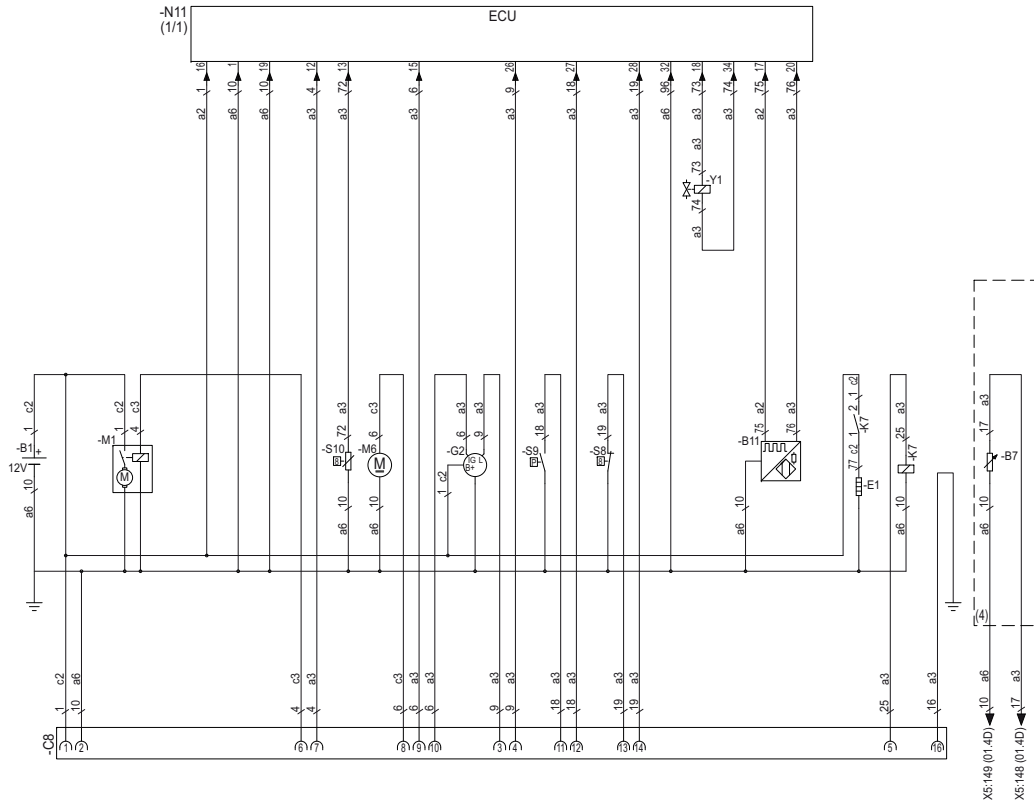 -N11 ECU
(1/1)
16 1 19 12 13 15 26 27 28 32 18 34 17 20
1 10 10 4 72 6 9 18 19 96 73 74 75 76
a2 a6 a6 a3 a3 a3 a3 a3 a3 a6 a3 a3 a2 a3
a3
73
-Y1
74
a3
c2 c2 c3 a3 c3 a3 a3 a3 a3 a2 a3 c2 a3 a3
1 1 4 72 6 6 9 18 19 75 76 1 25 17
-B1 + -M1 -S10 -M6 -G2 -S9 -S8 -B11 2 -K7 -K7 -B7
12V M M IG L P 1
B+
10 10 10 1 c2 10 77 c2 -E1 10 10
a6 a6 a6 a6 a6 a6
(4)
c2 a6 c3 a3 c3 a3 a3 a3 a3 a3 a3 a3 a3 a3 a3 a6 a3
1 10 4 4 6 6 6 9 9 18 18 19 19 25 16 10 17
-C8 1 2 6 7 8 9 10 3 4 11 12 13 14 5 16
X5:149 (01.4D) X5:148 (01.4D)